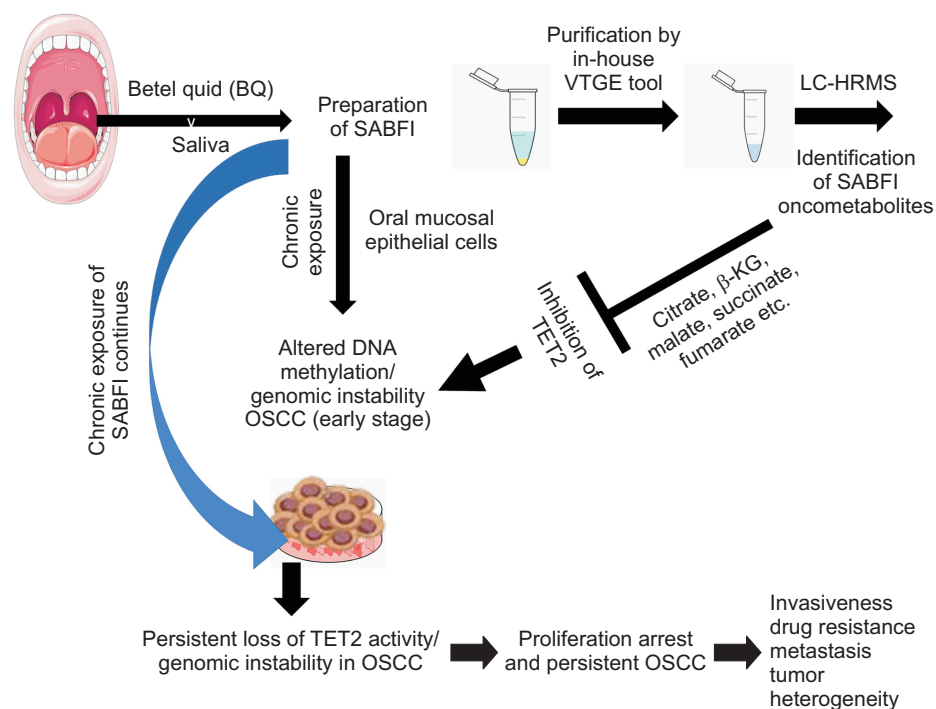 Betel quid (BQ)
v
Saliva
Preparation
of SABFI
Purification by
in-house
VTGE tool
LC-HRMS
Identification
of SABFI
oncometabolites
Chronic
exposure
Oral mucosal
epithelial cells
Citrate, β-KG,
malate, succinate,
fumarate etc.
Inhibition of
TET2
Altered DNA
methylation/
genomic instability
OSCC (early stage)
Chronic exposure of
SABFI continues
Persistent loss of TET2 activity/
genomic instability in OSCC
Proliferation arrest
and persistent OSCC
Invasiveness
drug resistance
metastasis
tumor
heterogeneity